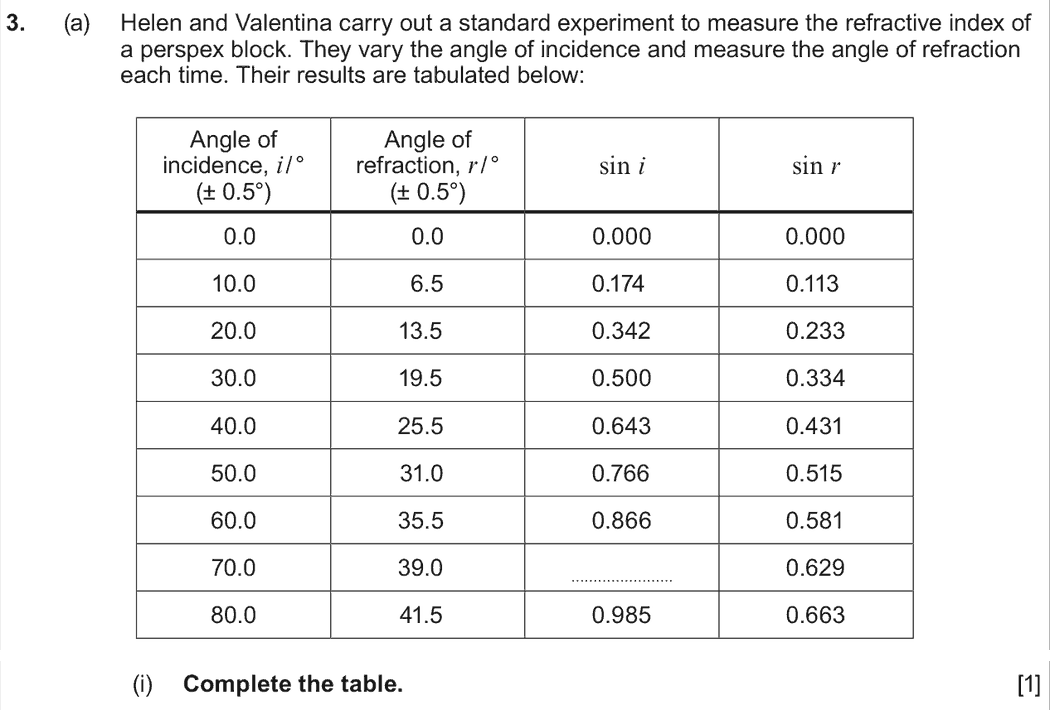 3. (a) Helen and Valentina carry out a standard experiment to measure the refractive index of
a perspex block. They vary the angle of incidence and measure the angle of refraction
each time. Their results are tabulated below:
Angle of incidence, i/° (± 0.5°) Angle of refraction, r/° (± 0.5°) sin i sin r
0.0 0.0 0.000 0.000
10.0 6.5 0.174 0.113
20.0 13.5 0.342 0.233
30.0 19.5 0.500 0.334
40.0 25.5 0.643 0.431
50.0 31.0 0.766 0.515
60.0 35.5 0.866 0.581
70.0 39.0 ....................... 0.629
80.0 41.5 0.985 0.663
(i) Complete the table. [1]